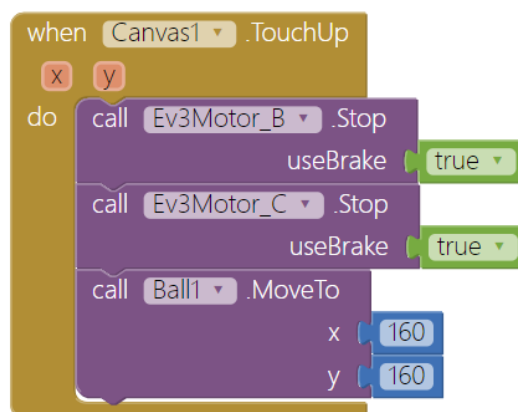 when Canvas1 .TouchUp
x y
do call Ev3Motor_B .Stop
useBrake true
call Ev3Motor_C .Stop
useBrake true
call Ball1 .MoveTo
x 160
y 160